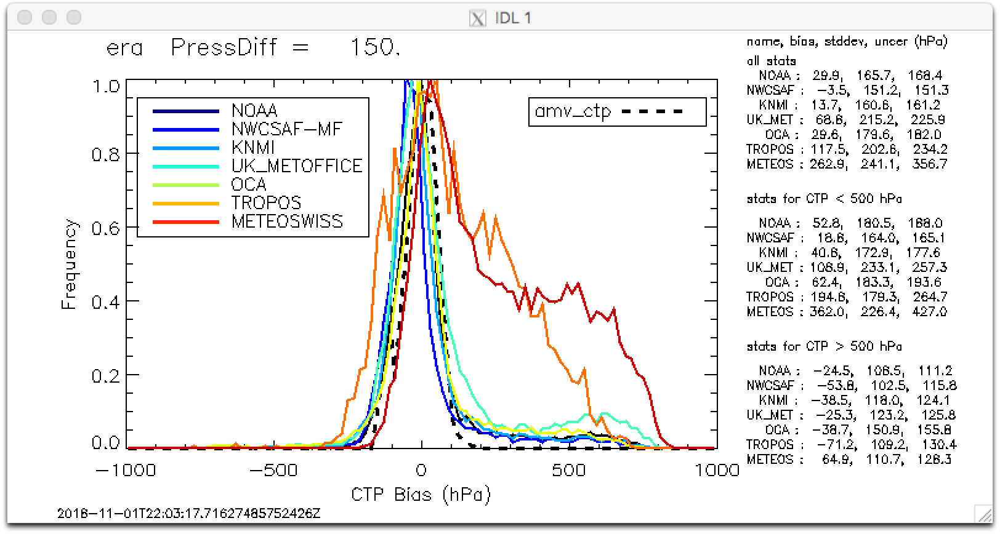 IDL 1
era PressDiff = 150.
1.0
0.8
0.6
0.4
0.2
0.0
Frequency
NOAA
NWCSAF-MF
KNMI
UK_METOFFICE
OCA
TROPOS
METEOSWISS
amv_ctp
-1000 -500 0 500 1000
CTP Bias (hPa)
2018-11-01T22:03:17.71627485752426Z
name, bias, stddev, uncer (hPa)
all stats
NOAA : 29.9, 165.7, 168.4
NWCSAF : -3.5, 151.2, 151.3
KNMI : 13.7, 160.6, 161.2
UK_MET : 68.8, 215.2, 225.9
OCA : 29.6, 179.6, 182.0
TROPOS : 117.5, 202.6, 234.2
METEOS : 262.9, 241.1, 356.7
stats for CTP < 500 hPa
NOAA : 52.8, 180.5, 188.0
NWCSAF : 18.8, 164.0, 165.1
KNMI : 40.6, 172.9, 177.6
UK_MET : 108.9, 233.1, 257.3
OCA : 62.4, 183.3, 193.6
TROPOS : 194.6, 179.3, 264.7
METEOS : 362.0, 226.4, 427.0
stats for CTP > 500 hPa
NOAA : -24.5, 108.5, 111.2
NWCSAF : -53.8, 102.5, 115.8
KNMI : -38.5, 118.0, 124.1
UK_MET : -25.3, 123.2, 125.8
OCA : -38.7, 150.9, 155.8
TROPOS : -71.2, 109.2, 130.4
METEOS : 64.9, 110.7, 128.3